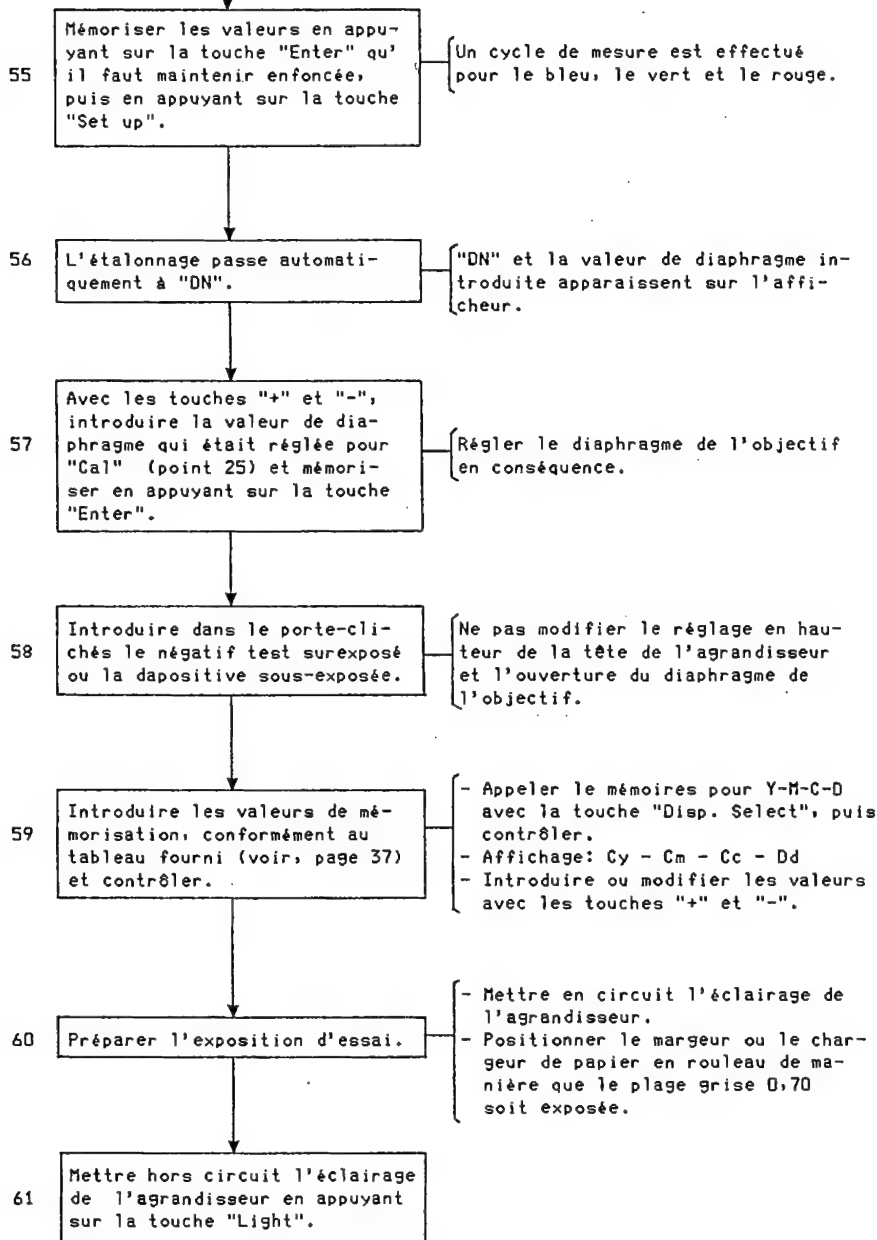 Mémoriser les valeurs en appu-
yant sur la touche "Enter" qu'
55
il faut maintenir enfoncée,
puis en appuyant sur la touche
"Set up".
Un cycle de mesure est effectué
pour le bleu, le vert et le rouge.
56
L'étalonnage passe automati-
quement à "DN".
"DN" et la valeur de diaphragme in-
troduite apparaissent sur l'affi-
cheur.
57
Avec les touches "+" et "-",
introduire la valeur de dia-
phragme qui était réglée pour
"Cal" (point 25) et mémori-
ser en appuyant sur la touche
"Enter".
Régler le diaphragme de l'objectif
en conséquence.
58
Introduire dans le porte-cli-
chés le négatif test surexposé
ou la dapositive sous-exposée.
Ne pas modifier le réglage en hau-
teur de la tête de l'agrandisseur
et l'ouverture du diaphragme de
l'objectif.
59
Introduire les valeurs de mé-
morisation, conformément au
tableau fourni (voir, page 37)
et contrôler.
- Appeler le mémoires pour Y-M-C-D
avec la touche "Disp. Select", puis
contrôler.
- Affichage: Cy - Cm - Cc - Dd
- Introduire ou modifier les valeurs
avec les touches "+" et "-".
60
Préparer l'exposition d'essai.
- Mettre en circuit l'éclairage de
l'agrandisseur.
- Positionner le margeur ou le char-
geur de papier en rouleau de ma-
nière que le plage grise 0,70
soit exposée.
61
Mettre hors circuit l'éclairage
de l'agrandisseur en appuyant
sur la touche "Light".